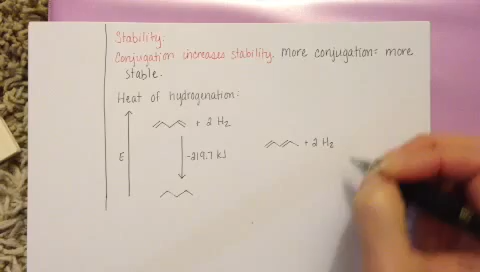 Stability:
Conjugation increases stability. More conjugation = more
stable.
Heat of hydrogenation:
+ 2 H₂
+ 2 H₂
E
-219.7 kJ